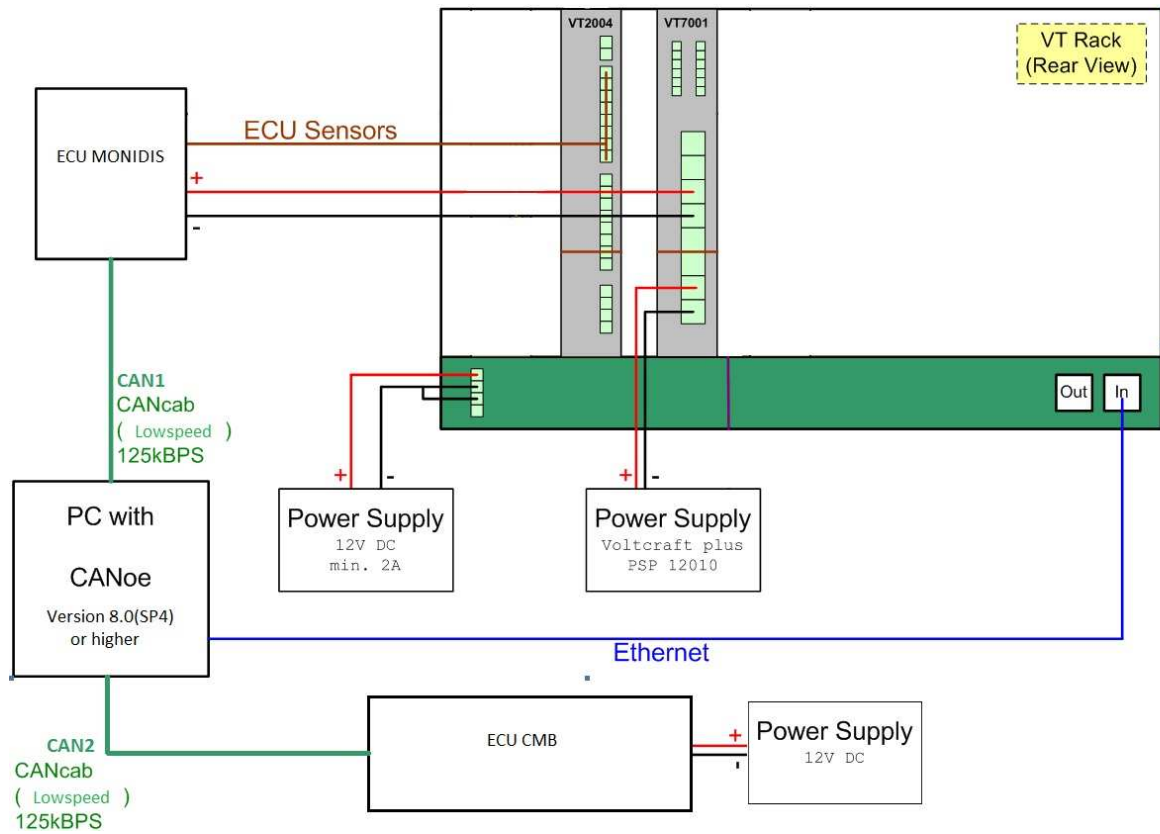 VT2004
VT7001
VT Rack
(Rear View)
ECU Sensors
ECU MONIDIS
+
-
CAN1
CANcab
( Lowspeed )
125kBPS
Out
In
+
-
+
-
PC with
CANoe
Version 8.0(SP4)
or higher
Power Supply
12V DC
min. 2A
Power Supply
Voltcraft plus
PSP 12010
Ethernet
CAN2
CANcab
( Lowspeed )
125kBPS
ECU CMB
+
-
Power Supply
12V DC